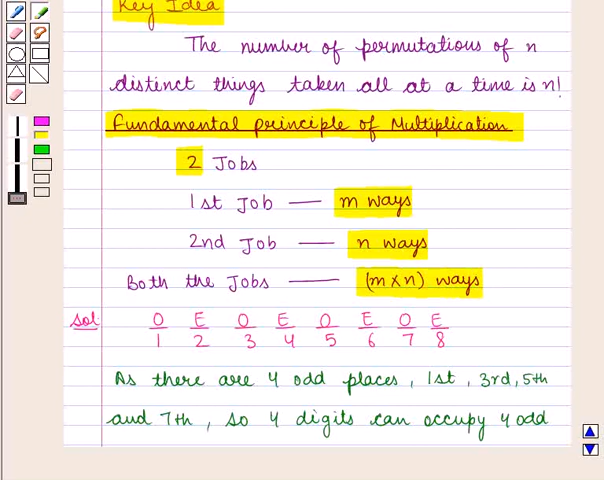 Key Idea
The number of permutations of n
distinct things taken all at a time is n!
Fundamental principle of Multiplication
2 Jobs
1st Job — m ways
2nd Job — n ways
Both the Jobs — (m×n) ways
Sol: O E O E O E O E
1 2 3 4 5 6 7 8
As there are 4 odd places, 1st, 3rd, 5th
and 7th, so 4 digits can occupy 4 odd